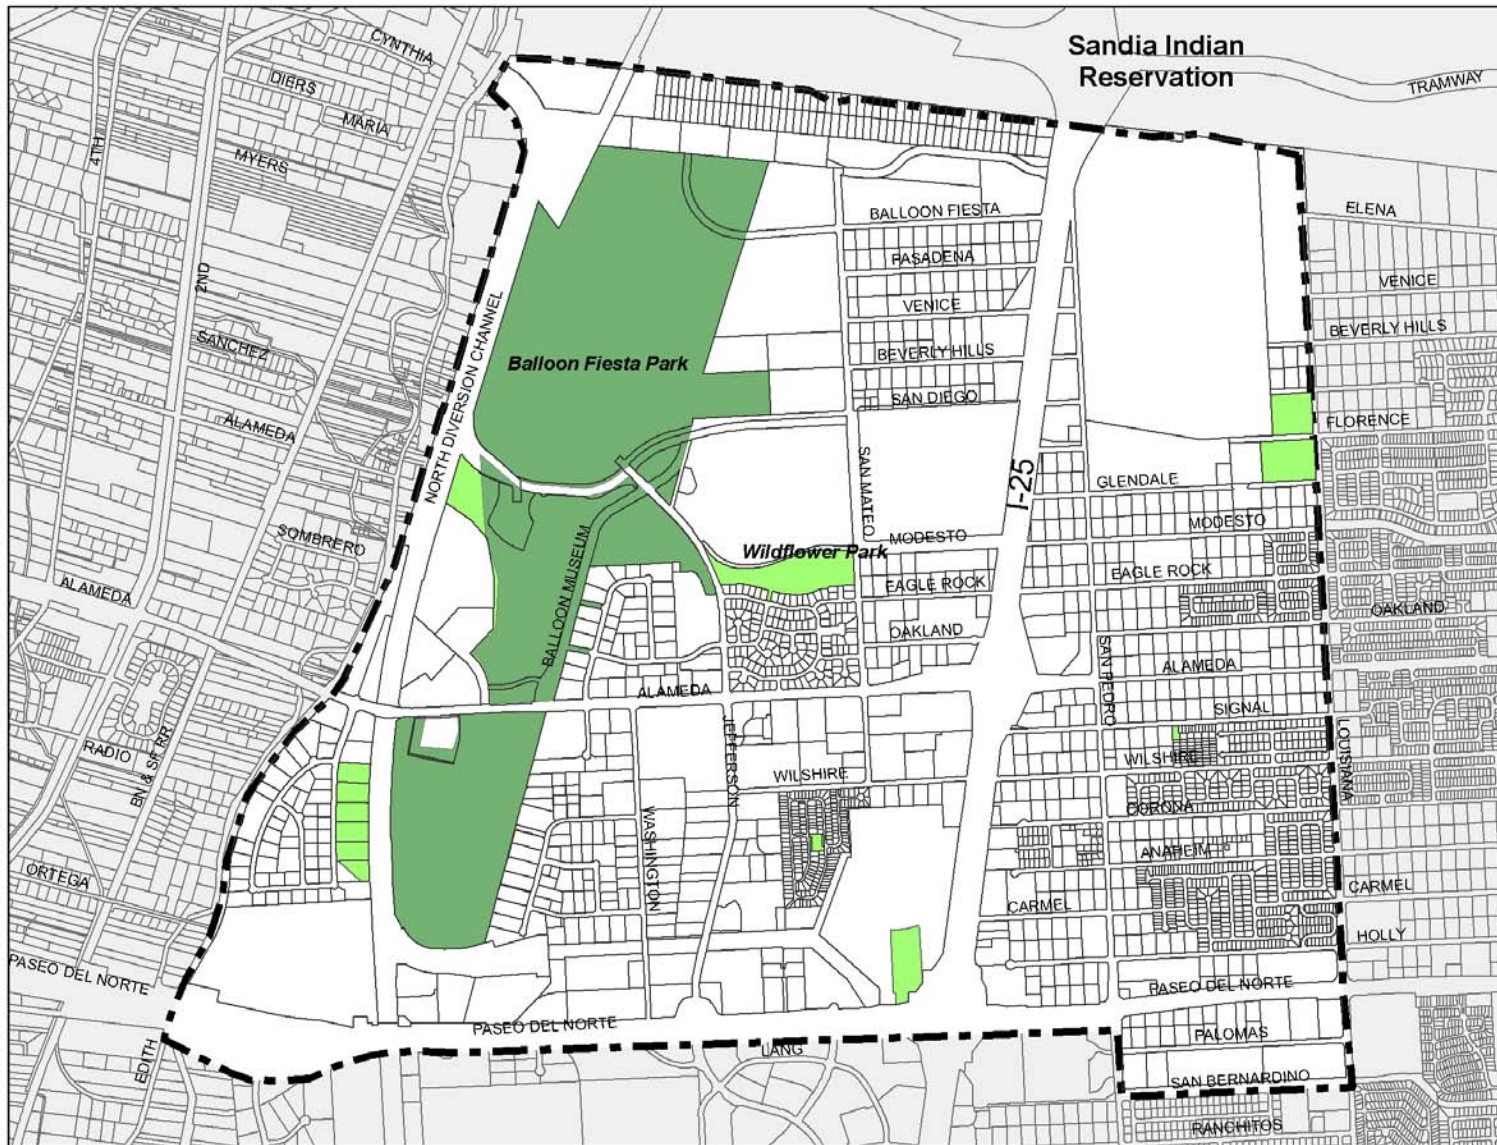 Sandia Indian
Reservation
TRAMWAY
CYNTHIA
DIERS
MARIA
4TH
MYERS
2ND
SANCHEZ
ALAMEDA
NORTH DIVERSION CHANNEL
Balloon Fiesta Park
BALLOON FIESTA
PASADENA
VENICE
BEVERLY HILLS
SAN DIEGO
ELENA
VENICE
BEVERLY HILLS
FLORENCE
SAN MATEO
I-25
GLENDALE
MODESTO
MODESTO
Wildflower Park
EAGLE ROCK
EAGLE ROCK
OAKLAND
OAKLAND
SOMBRERO
ALAMEDA
BALLOON MUSEUM
ALAMEDA
ALAMEDA
SAN PEDRO
SIGNAL
WILSHIRE
WILSHIRE
LOUISIANA
JEFFERSON
RADIO
BN & SF RR
WASHINGTON
CORONA
ANAHEIM
ORTEGA
CARMEL
CARMEL
HOLLY
PASEO DEL NORTE
PASEO DEL NORTE
PASEO DEL NORTE
EDITH
LANG
PALOMAS
SAN BERNARDINO
RANCHITOS